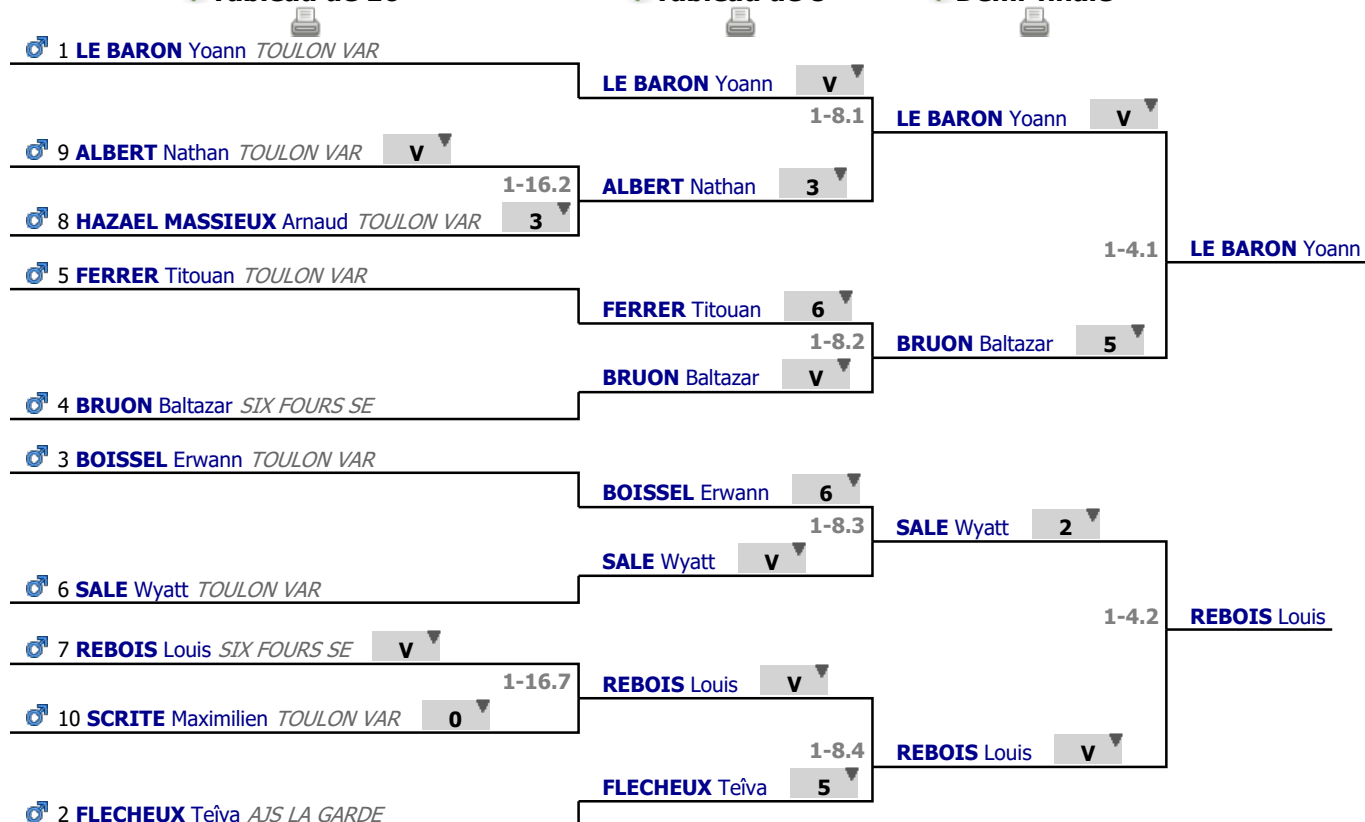 1 LE BARON Yoann TOULON VAR
LE BARON Yoann V
1-8.1
LE BARON Yoann V
9 ALBERT Nathan TOULON VAR V
1-16.2
ALBERT Nathan 3
8 HAZAEL MASSIEUX Arnaud TOULON VAR 3
1-4.1
LE BARON Yoann
5 FERRER Titouan TOULON VAR
FERRER Titouan 6
1-8.2
BRUON Baltazar 5
BRUON Baltazar V
4 BRUON Baltazar SIX FOURS SE
3 BOISSEL Erwann TOULON VAR
BOISSEL Erwann 6
1-8.3
SALE Wyatt 2
SALE Wyatt V
6 SALE Wyatt TOULON VAR
1-4.2
REBOIS Louis
7 REBOIS Louis SIX FOURS SE V
1-16.7
REBOIS Louis V
10 SCRITE Maximilien TOULON VAR 0
1-8.4
REBOIS Louis V
FLECHEUX Teîva 5
2 FLECHEUX Teîva AJS LA GARDE